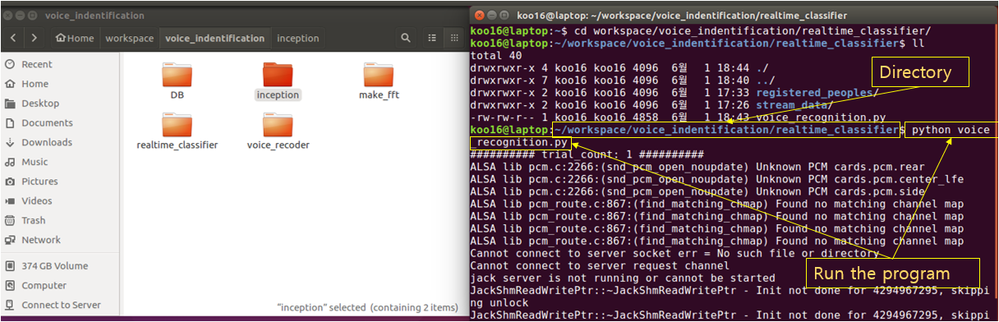 voice_indentification
Home
workspace
voice_indentification
inception
Recent
Home
Desktop
Documents
Downloads
Music
Pictures
Videos
Trash
Network
374 GB Volume
Computer
Connect to Server
DB
inception
make_fft
realtime_classifier
voice_recoder
"inception" selected (containing 2 items)
koo16@laptop: ~/workspace/voice_indentification/realtime_classifier
koo16@laptop:~$ cd workspace/voice_indentification/realtime_classifier/
koo16@laptop:~/workspace/voice_indentification/realtime_classifier$ ll
total 40
drwxrwxr-x 4 koo16 koo16 4096 6월 1 18:44 ./
drwxrwxr-x 7 koo16 koo16 4096 6월 1 18:40 ../
drwxrwxr-x 2 koo16 koo16 4096 6월 1 17:33 registered_peoples/
drwxrwxr-x 2 koo16 koo16 4096 6월 1 17:26 stream_data/
-rw-rw-r-- 1 koo16 koo16 4858 6월 1 18:43 voice_recognition.py
koo16@laptop:~/workspace/voice_indentification/realtime_classifier$ python voice
_recognition.py
########## trial_count: 1 ##########
ALSA lib pcm.c:2266:(snd_pcm_open_noupdate) Unknown PCM cards.pcm.rear
ALSA lib pcm.c:2266:(snd_pcm_open_noupdate) Unknown PCM cards.pcm.center_lfe
ALSA lib pcm.c:2266:(snd_pcm_open_noupdate) Unknown PCM cards.pcm.side
ALSA lib pcm_route.c:867:(find_matching_chmap) Found no matching channel map
ALSA lib pcm_route.c:867:(find_matching_chmap) Found no matching channel map
ALSA lib pcm_route.c:867:(find_matching_chmap) Found no matching channel map
ALSA lib pcm_route.c:867:(find_matching_chmap) Found no matching channel map
Cannot connect to server socket err = No such file or directory
Cannot connect to server request channel
jack server is not running or cannot be started
JackShmReadWritePtr::~JackShmReadWritePtr - Init not done for 4294967295, skippi
ng unlock
JackShmReadWritePtr::~JackShmReadWritePtr - Init not done for 4294967295, skippi
Directory
Run the program